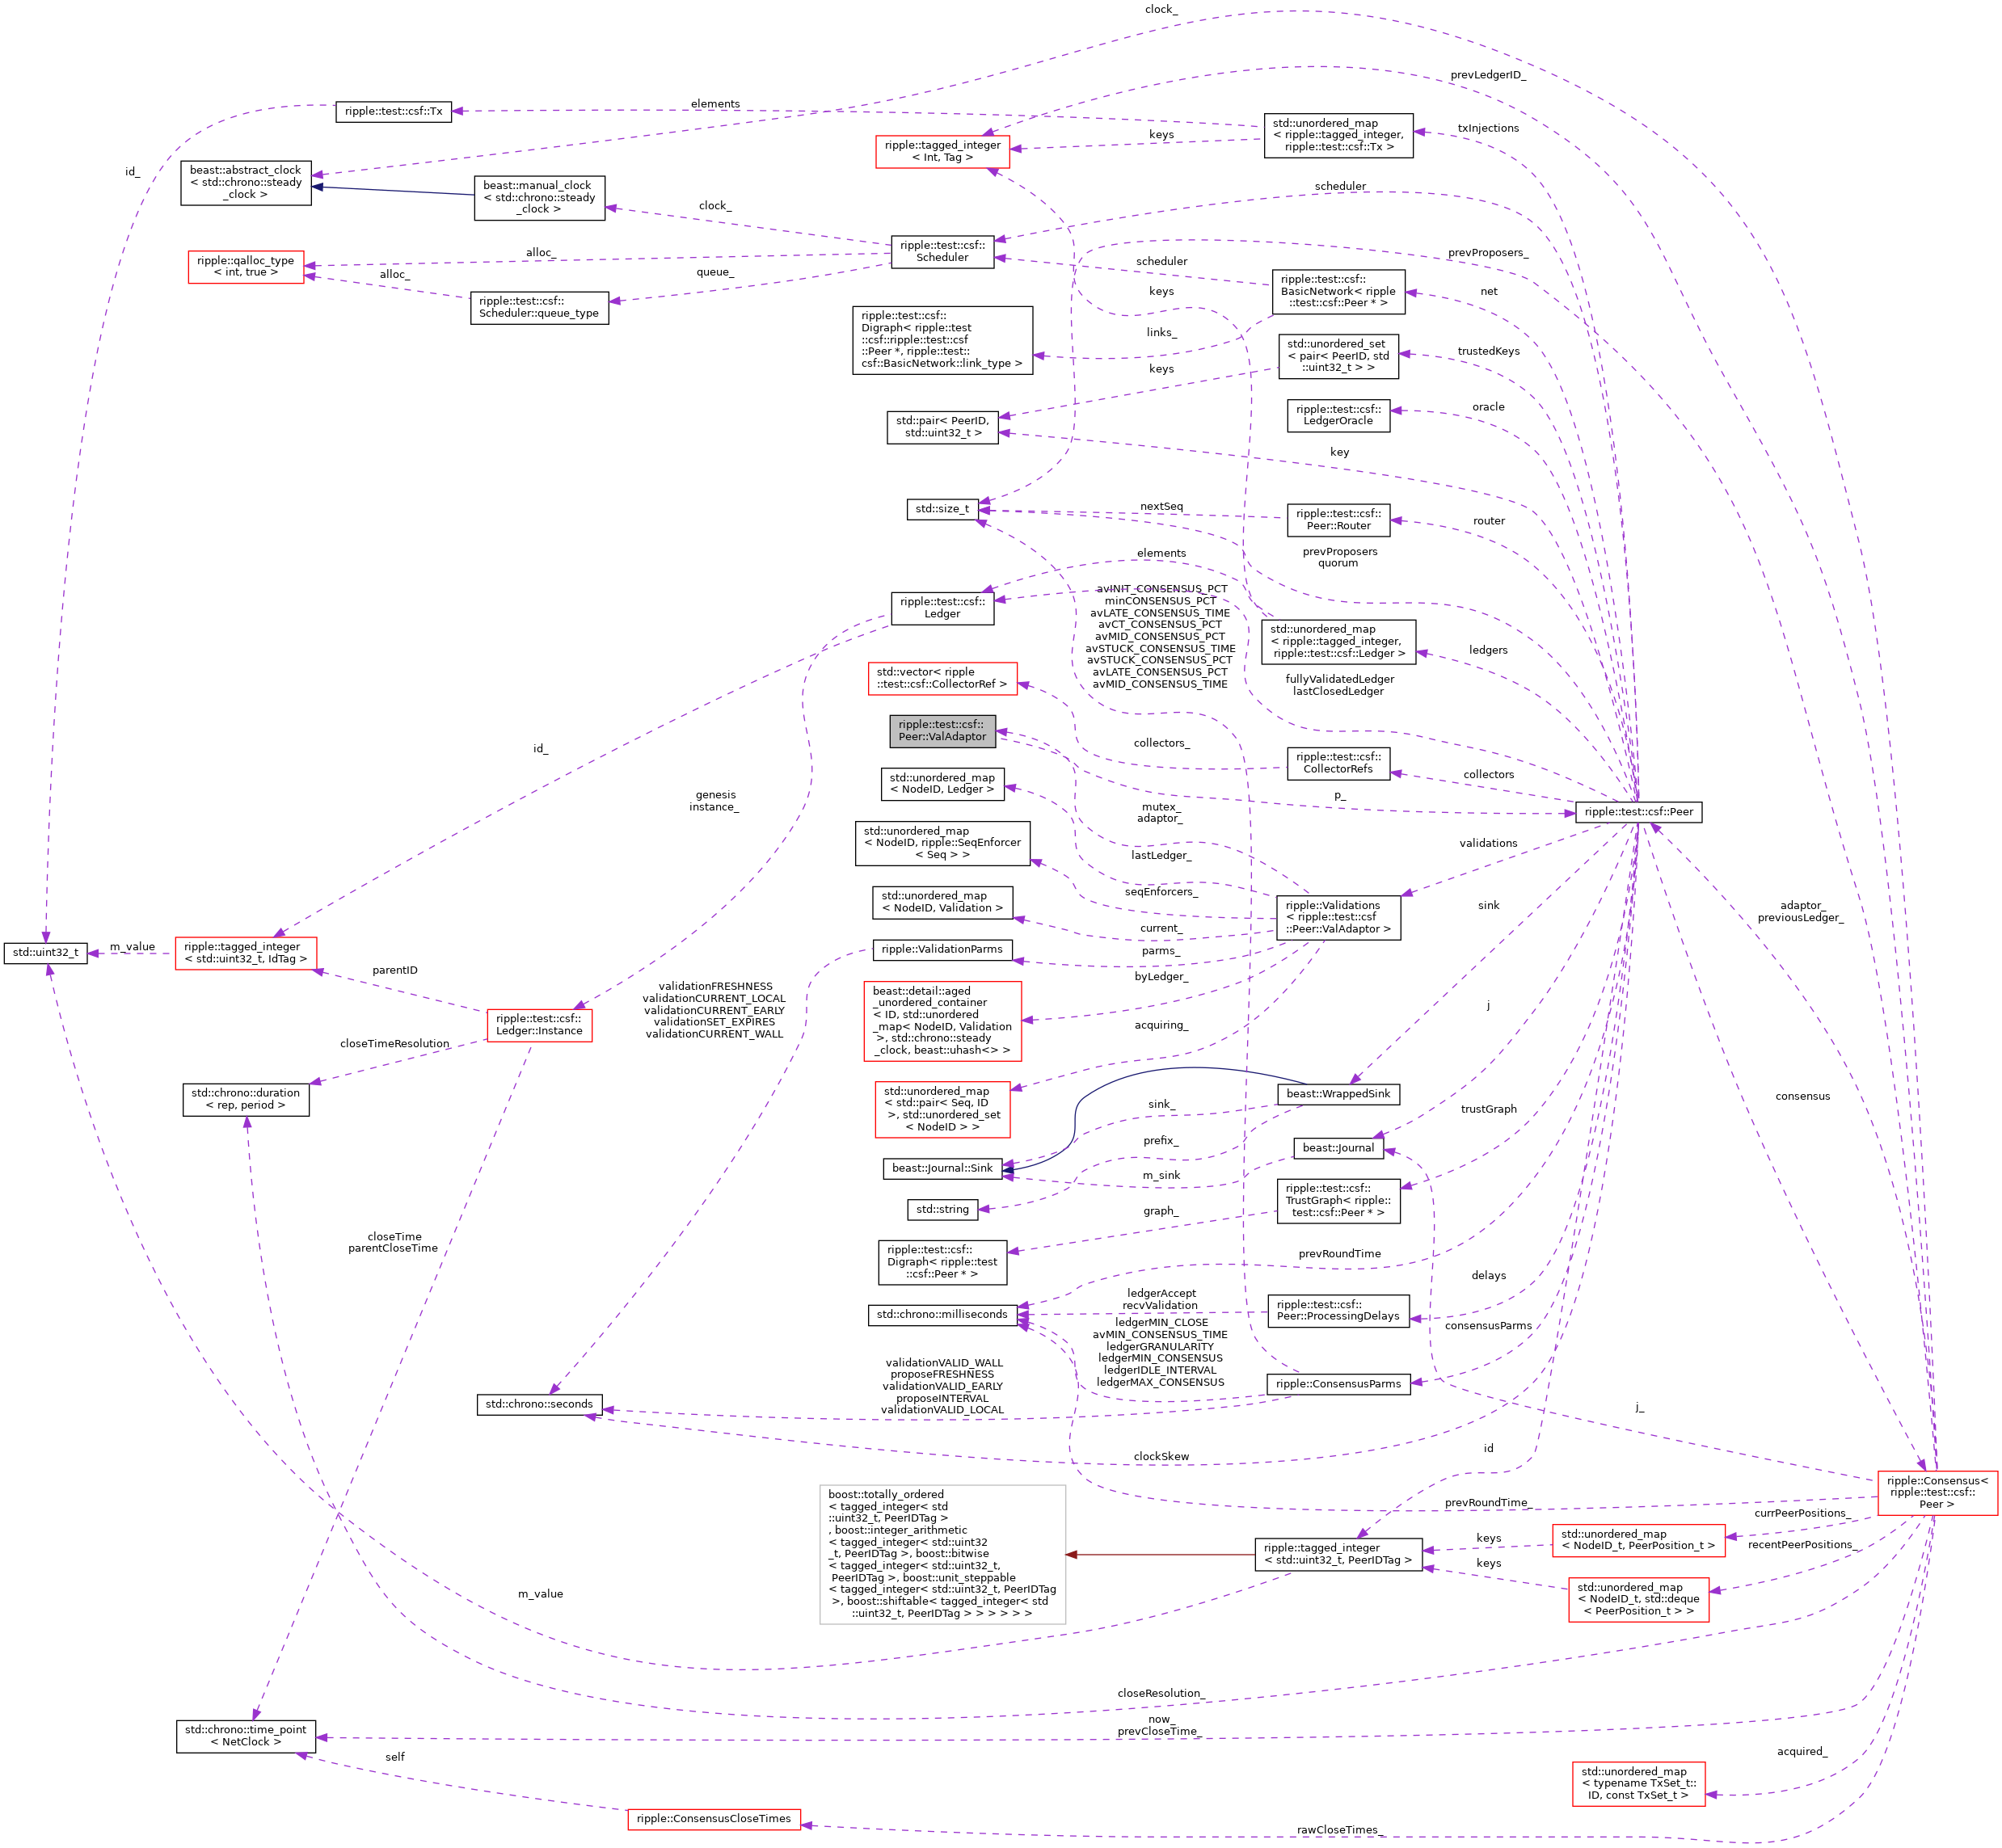 clock_
prevLedgerID_
elements
ripple::test::csf::Tx
std::unordered_map
< ripple::tagged_integer,
ripple::test::csf::Tx >
txInjections
keys
ripple::tagged_integer
< Int, Tag >
id_
beast::abstract_clock
< std::chrono::steady
_clock >
beast::manual_clock
< std::chrono::steady
_clock >
clock_
scheduler
ripple::test::csf::
Scheduler
alloc_
ripple::qalloc_type
< int, true >
alloc_
queue_
ripple::test::csf::
Scheduler::queue_type
prevProposers_
scheduler
ripple::test::csf::
BasicNetwork< ripple
::test::csf::Peer * >
net
keys
links_
ripple::test::csf::
Digraph< ripple::test
::csf::ripple::test::csf
::Peer *, ripple::test::
csf::BasicNetwork::link_type >
std::unordered_set
< pair< PeerID, std
::uint32_t > >
trustedKeys
keys
ripple::test::csf::
LedgerOracle
oracle
std::pair< PeerID,
std::uint32_t >
key
std::size_t
nextSeq
ripple::test::csf::
Peer::Router
router
prevProposers
quorum
elements
ripple::test::csf::
Ledger
avINIT_CONSENSUS_PCT
minCONSENSUS_PCT
avLATE_CONSENSUS_TIME
avCT_CONSENSUS_PCT
avMID_CONSENSUS_PCT
avSTUCK_CONSENSUS_TIME
avSTUCK_CONSENSUS_PCT
avLATE_CONSENSUS_PCT
avMID_CONSENSUS_TIME
std::unordered_map
< ripple::tagged_integer,
ripple::test::csf::Ledger >
ledgers
fullyValidatedLedger
lastClosedLedger
std::vector< ripple
::test::csf::CollectorRef >
ripple::test::csf::
Peer::ValAdaptor
collectors_
ripple::test::csf::
CollectorRefs
collectors
id_
genesis
instance_
std::unordered_map
< NodeID, Ledger >
p_
mutex_
adaptor_
ripple::test::csf::Peer
std::unordered_map
< NodeID, ripple::SeqEnforcer
< Seq > >
lastLedger_
validations
seqEnforcers_
std::unordered_map
< NodeID, Validation >
current_
ripple::Validations
< ripple::test::csf
::Peer::ValAdaptor >
sink
adaptor_
previousLedger_
std::uint32_t
m_value
ripple::tagged_integer
< std::uint32_t, IdTag >
ripple::ValidationParms
parms_
parentID
validationFRESHNESS
validationCURRENT_LOCAL
validationCURRENT_EARLY
validationSET_EXPIRES
validationCURRENT_WALL
beast::detail::aged
_unordered_container
< ID, std::unordered
_map< NodeID, Validation
>, std::chrono::steady
_clock, beast::uhash<> >
byLedger_
j
ripple::test::csf::
Ledger::Instance
acquiring_
closeTimeResolution
std::chrono::duration
< rep, period >
std::unordered_map
< std::pair< Seq, ID
>, std::unordered_set
< NodeID > >
beast::WrappedSink
consensus
sink_
trustGraph
prefix_
beast::Journal
beast::Journal::Sink
m_sink
std::string
graph_
ripple::test::csf::
TrustGraph< ripple::
test::csf::Peer * >
closeTime
parentCloseTime
ripple::test::csf::
Digraph< ripple::test
::csf::Peer * >
prevRoundTime
delays
std::chrono::milliseconds
ledgerAccept
recvValidation
ripple::test::csf::
Peer::ProcessingDelays
ledgerMIN_CLOSE
avMIN_CONSENSUS_TIME
ledgerGRANULARITY
ledgerMIN_CONSENSUS
ledgerIDLE_INTERVAL
ledgerMAX_CONSENSUS
consensusParms
validationVALID_WALL
proposeFRESHNESS
validationVALID_EARLY
proposeINTERVAL
validationVALID_LOCAL
ripple::ConsensusParms
std::chrono::seconds
j_
clockSkew
id
ripple::Consensus<
ripple::test::csf::
Peer >
boost::totally_ordered
< tagged_integer< std
::uint32_t, PeerIDTag >
, boost::integer_arithmetic
< tagged_integer< std::uint32
_t, PeerIDTag >, boost::bitwise
< tagged_integer< std::uint32_t,
PeerIDTag >, boost::unit_steppable
< tagged_integer< std::uint32_t, PeerIDTag
>, boost::shiftable< tagged_integer< std
::uint32_t, PeerIDTag > > > > > >
prevRoundTime_
currPeerPositions_
keys
std::unordered_map
< NodeID_t, PeerPosition_t >
ripple::tagged_integer
< std::uint32_t, PeerIDTag >
recentPeerPositions_
keys
std::unordered_map
< NodeID_t, std::deque
< PeerPosition_t > >
m_value
closeResolution_
std::chrono::time_point
< NetClock >
now_
prevCloseTime_
self
acquired_
std::unordered_map
< typename TxSet_t::
ID, const TxSet_t >
ripple::ConsensusCloseTimes
rawCloseTimes_